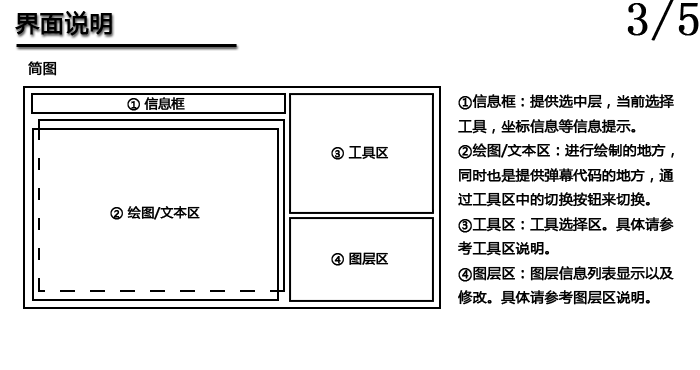 界面说明
3/5
简图
① 信息框
② 绘图/文本区
③ 工具区
④ 图层区
①信息框：提供选中层，当前选择
工具，坐标信息等信息提示。
②绘图/文本区：进行绘制的地方，
同时也是提供弹幕代码的地方，通
过工具区中的切换按钮来切换。
③工具区：工具选择区。具体请参
考工具区说明。
④图层区：图层信息列表显示以及
修改。具体请参考图层区说明。